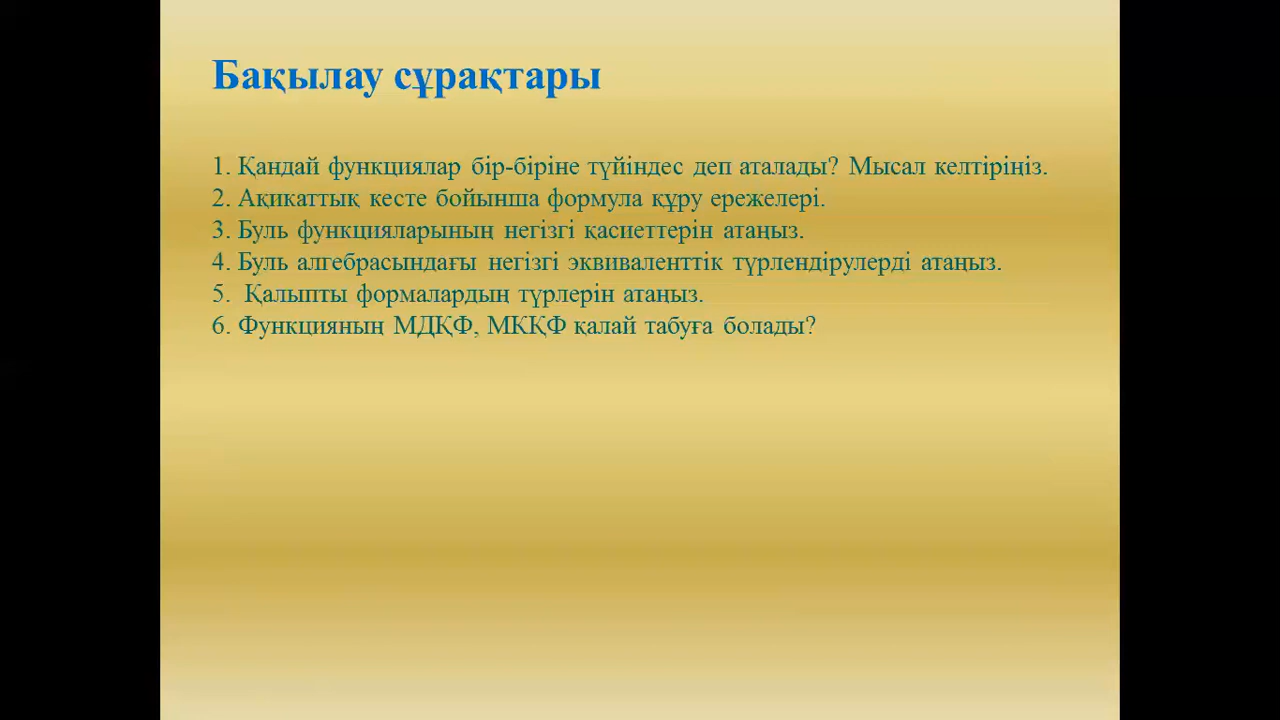 Бақылау сұрақтары
1. Қандай функциялар бір-біріне түйіндес деп аталады? Мысал келтіріңіз.
2. Ақикаттық кесте бойынша формула құру ережелері.
3. Буль функцияларының негізгі қасиеттерін атаңыз.
4. Буль алгебрасындағы негізгі эквиваленттік түрлендірулерді атаңыз.
5. Қалыпты формалардың түрлерін атаңыз.
6. Функцияның МДҚФ, МКҚФ қалай табуға болады?